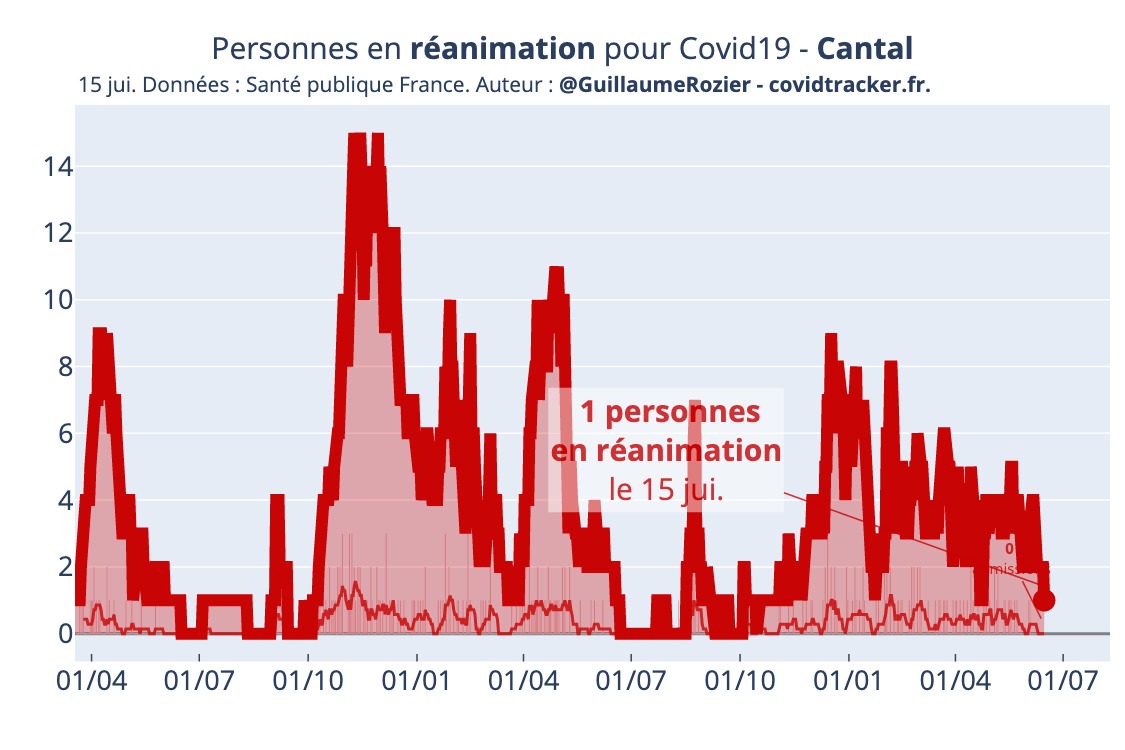 Personnes en réanimation pour Covid19 - Cantal
15 jui. Données : Santé publique France. Auteur : @GuillaumeRozier - covidtracker.fr.
14
12
10
8
6
4
2
0
1 personnes
en réanimation
le 15 jui.
0
01/04 01/07 01/10 01/01 01/04 01/07 01/10 01/01 01/04 01/07